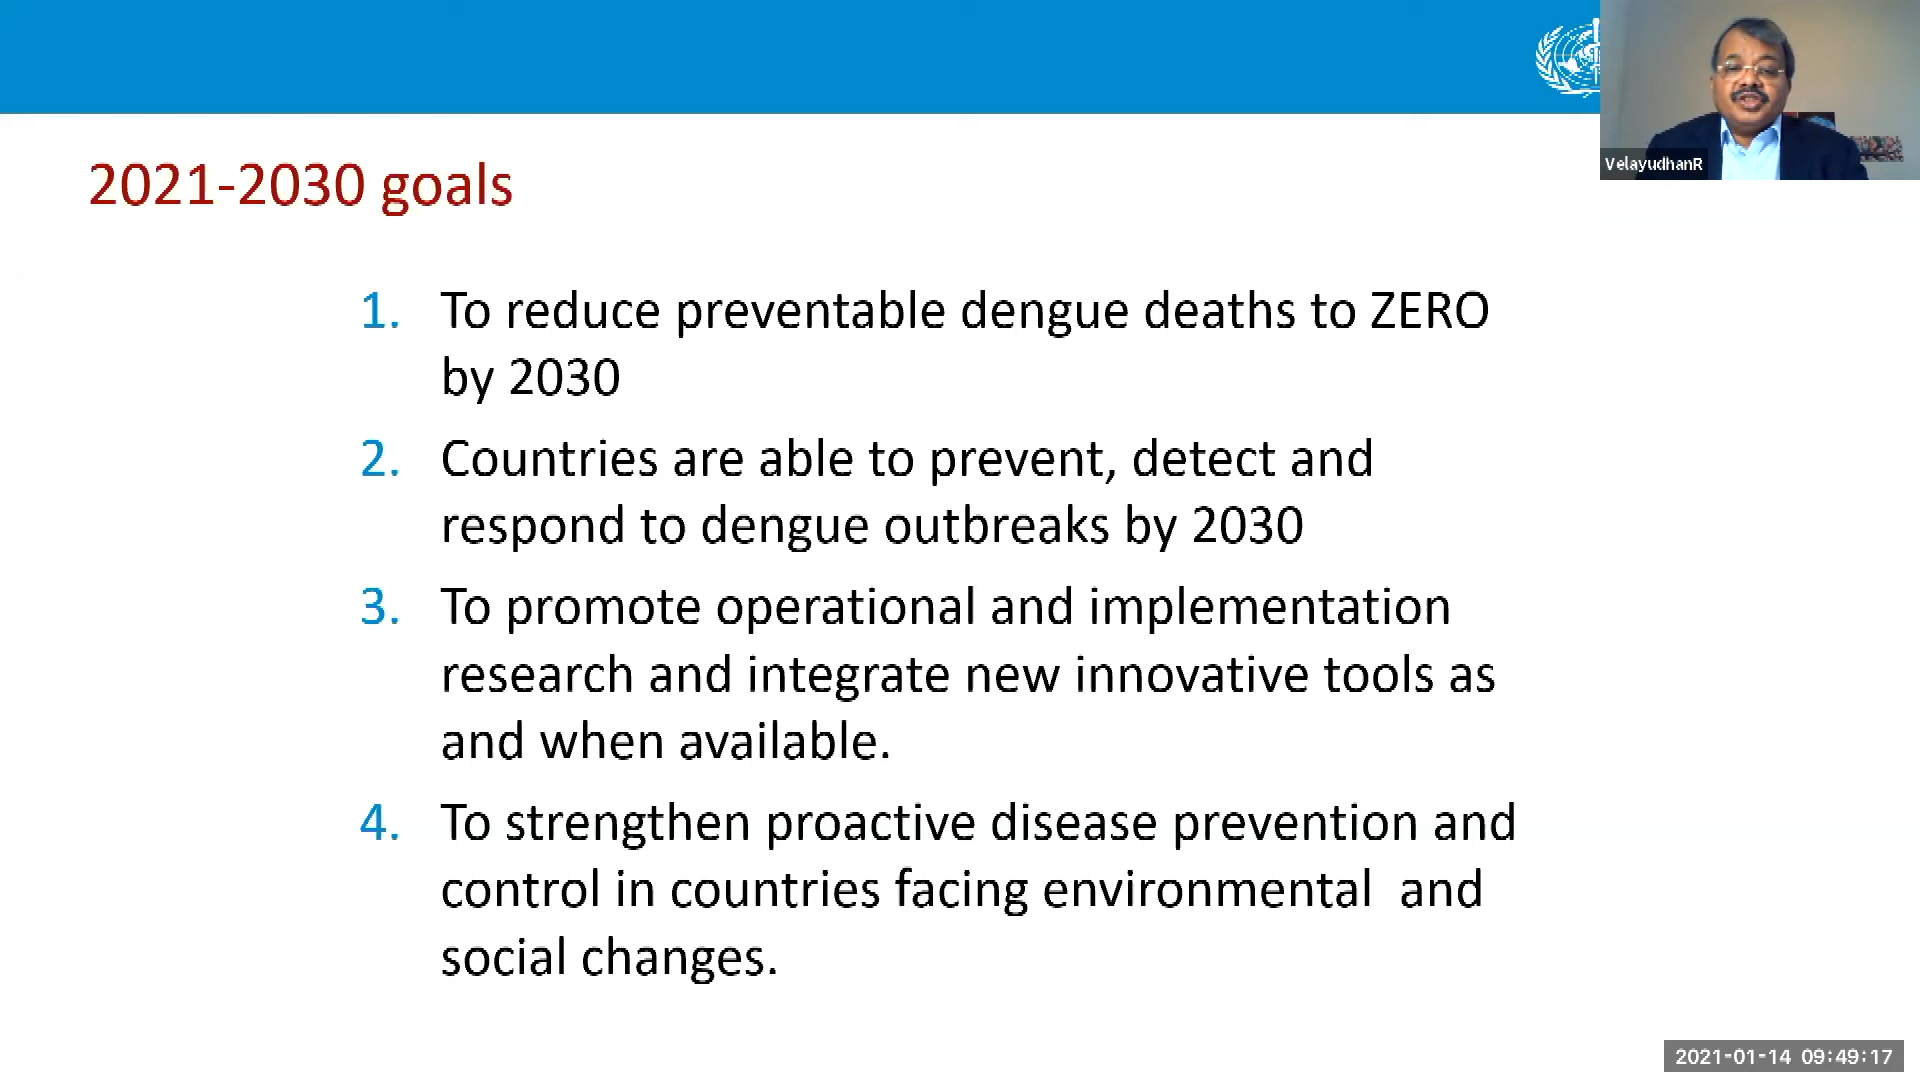 VelayudhanR
2021-2030 goals
1. To reduce preventable dengue deaths to ZERO
by 2030
2. Countries are able to prevent, detect and
respond to dengue outbreaks by 2030
3. To promote operational and implementation
research and integrate new innovative tools as
and when available.
4. To strengthen proactive disease prevention and
control in countries facing environmental  and
social changes.
2021-01-14 09:49:17